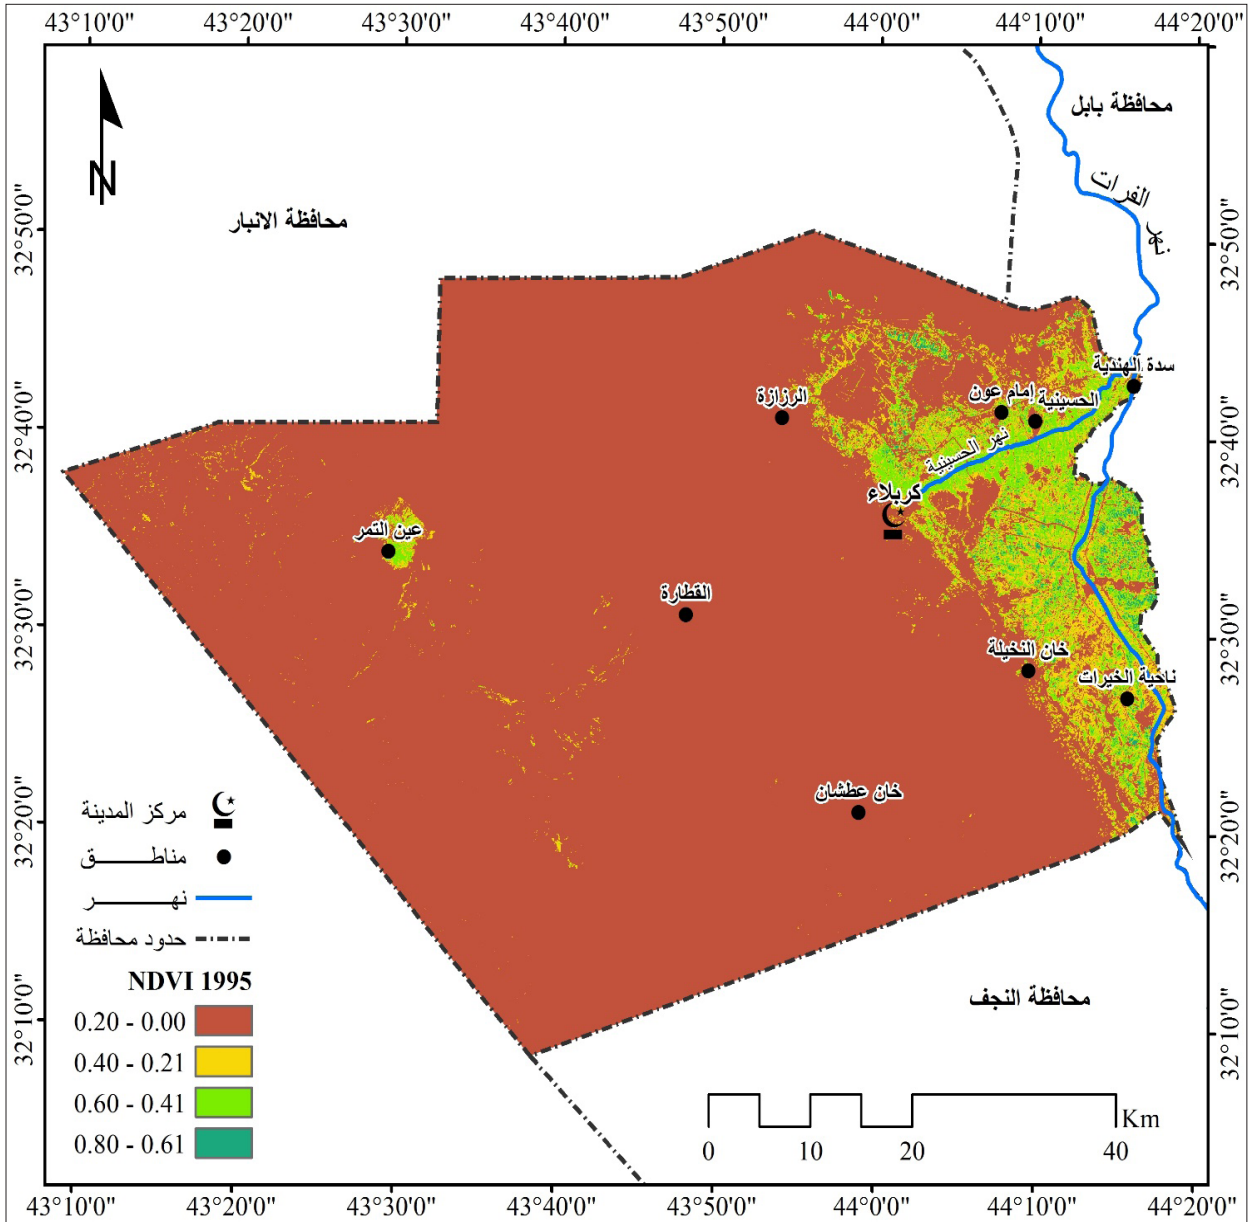 43°10'0" 43°20'0" 43°30'0" 43°40'0" 43°50'0" 44°00'0" 44°10'0" 44°20'0"
N
محافظة بابل
محافظة الانبار
نهر الفرات
32°50'0" 32°50'0"
سدة الهندية
الرزازة
إمام عون
الحسينية
32°40'0" 32°40'0"
نهر الحسينية
كربلاء
عين التمر
القطارة
32°30'0" 32°30'0"
خان النخيلة
ناحية الخيرات
خان عطشان
32°20'0" 32°20'0"
مركز المدينة
مناطــــــق
نهـــــــر
حدود محافظة
NDVI 1995
0.20 - 0.00
0.40 - 0.21
0.60 - 0.41
0.80 - 0.61
محافظة النجف
32°10'0" 32°10'0"
Km
0 10 20 40
43°10'0" 43°20'0" 43°30'0" 43°40'0" 43°50'0" 44°00'0" 44°10'0" 44°20'0"